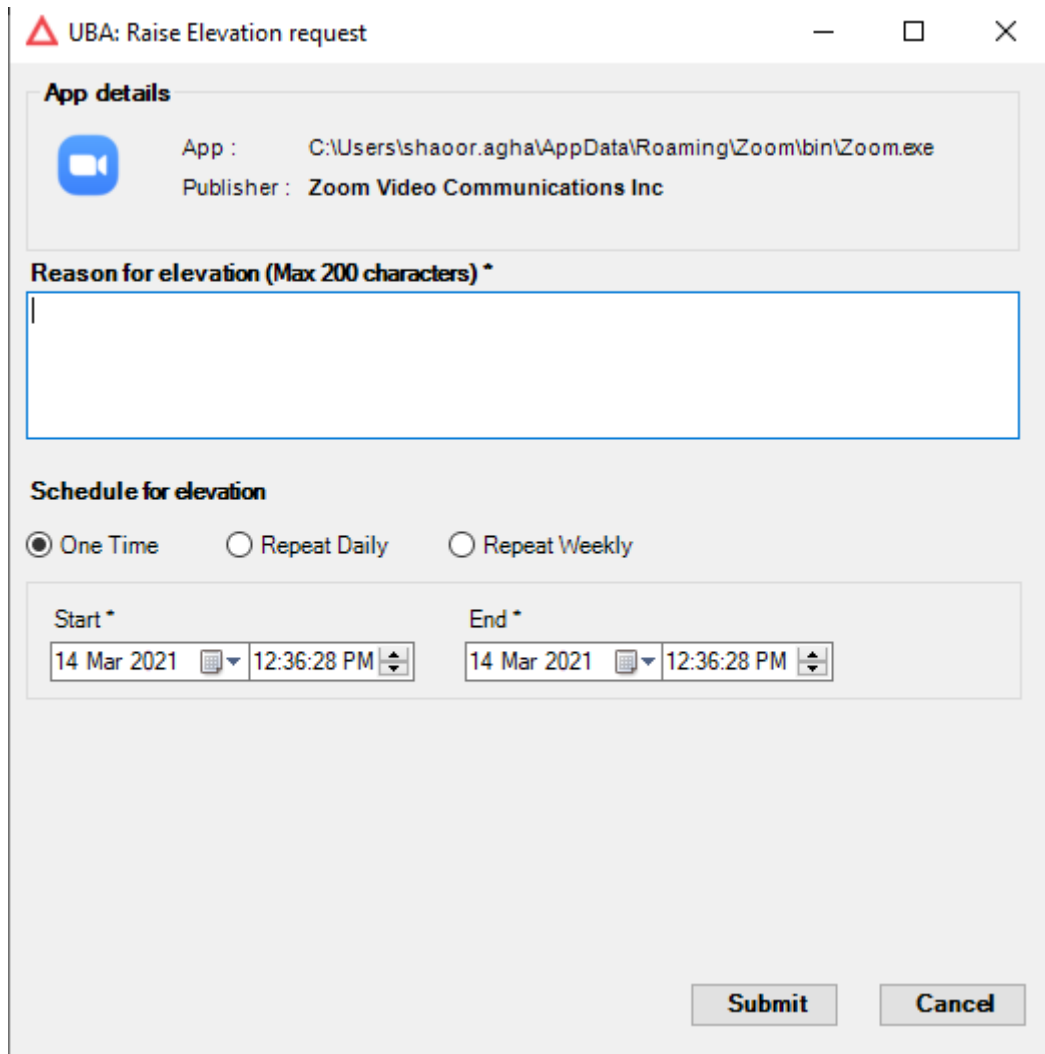 UBA: Raise Elevation request
App details
App : C:\Users\shaoor.agha\AppData\Roaming\Zoom\bin\Zoom.exe
Publisher : Zoom Video Communications Inc
Reason for elevation (Max 200 characters) *
Schedule for elevation
One Time Repeat Daily Repeat Weekly
Start * End *
14 Mar 2021 12:36:28 PM 14 Mar 2021 12:36:28 PM
Submit Cancel